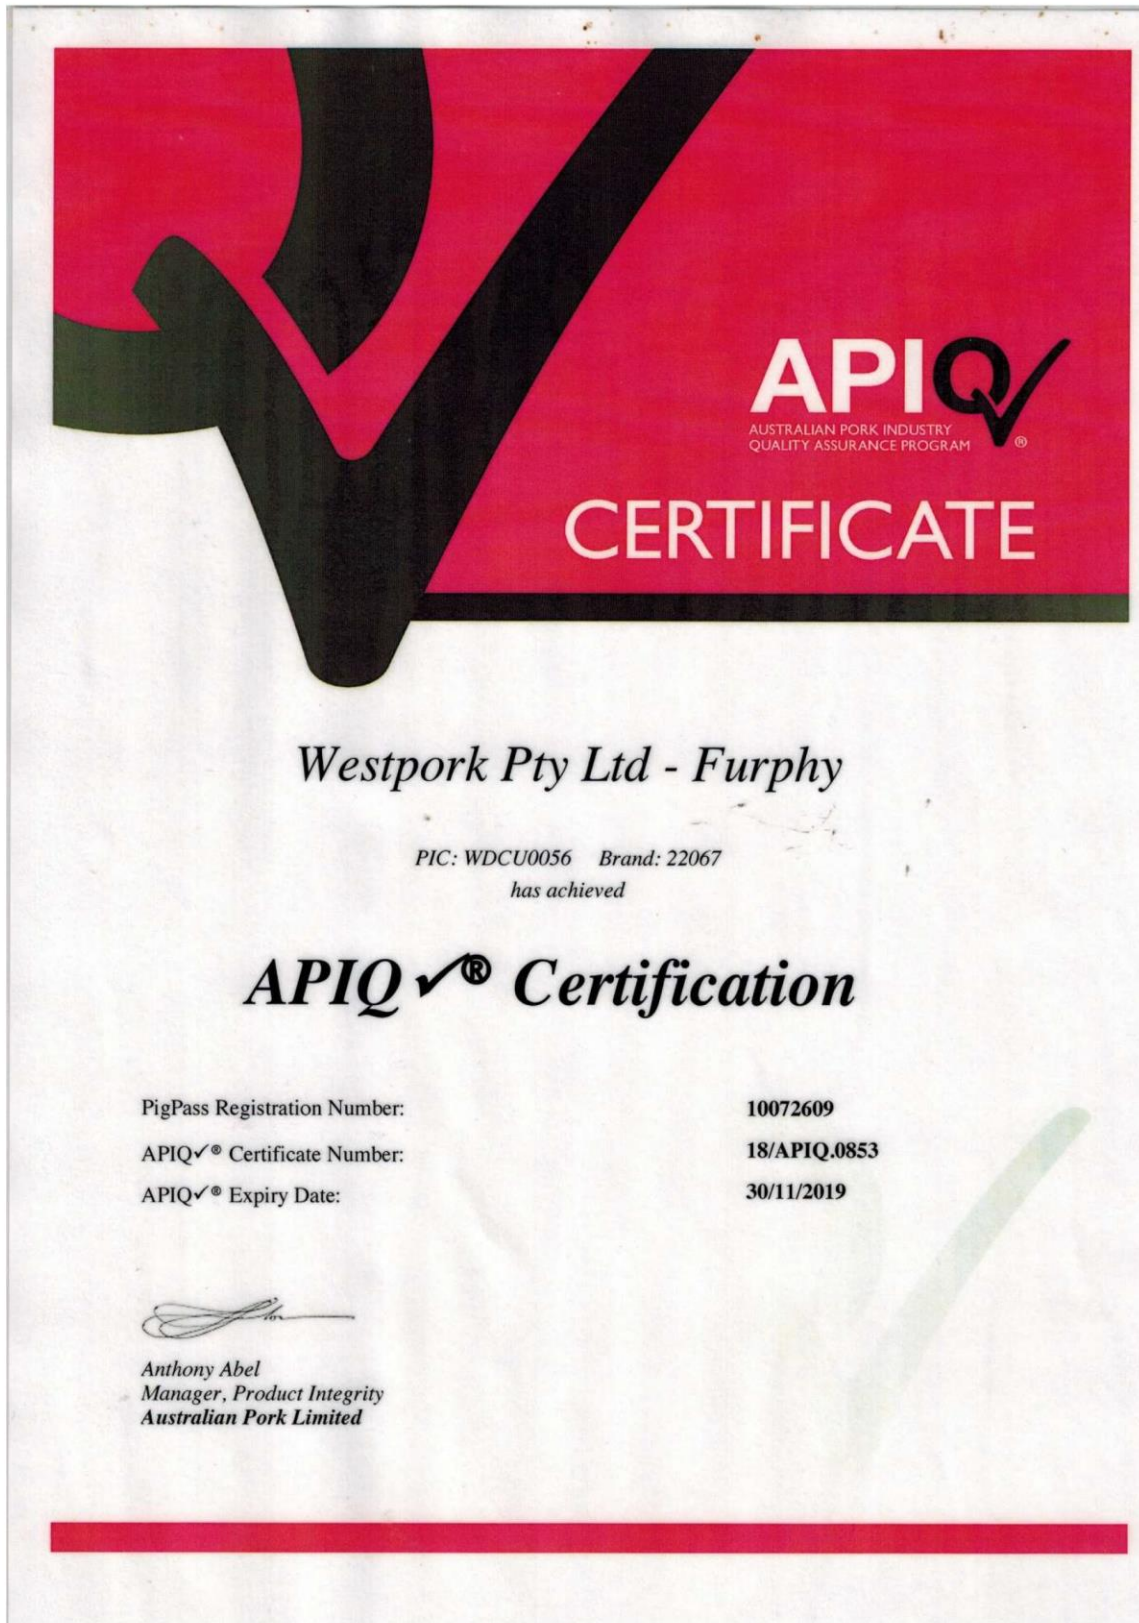 APIQ✓®
AUSTRALIAN PORK INDUSTRY
QUALITY ASSURANCE PROGRAM
CERTIFICATE
Westpork Pty Ltd - Furphy
PIC: WDCU0056 Brand: 22067
has achieved
APIQ✓® Certification
PigPass Registration Number: 10072609
APIQ✓® Certificate Number: 18/APIQ.0853
APIQ✓® Expiry Date: 30/11/2019
Anthony Abel
Manager, Product Integrity
Australian Pork Limited